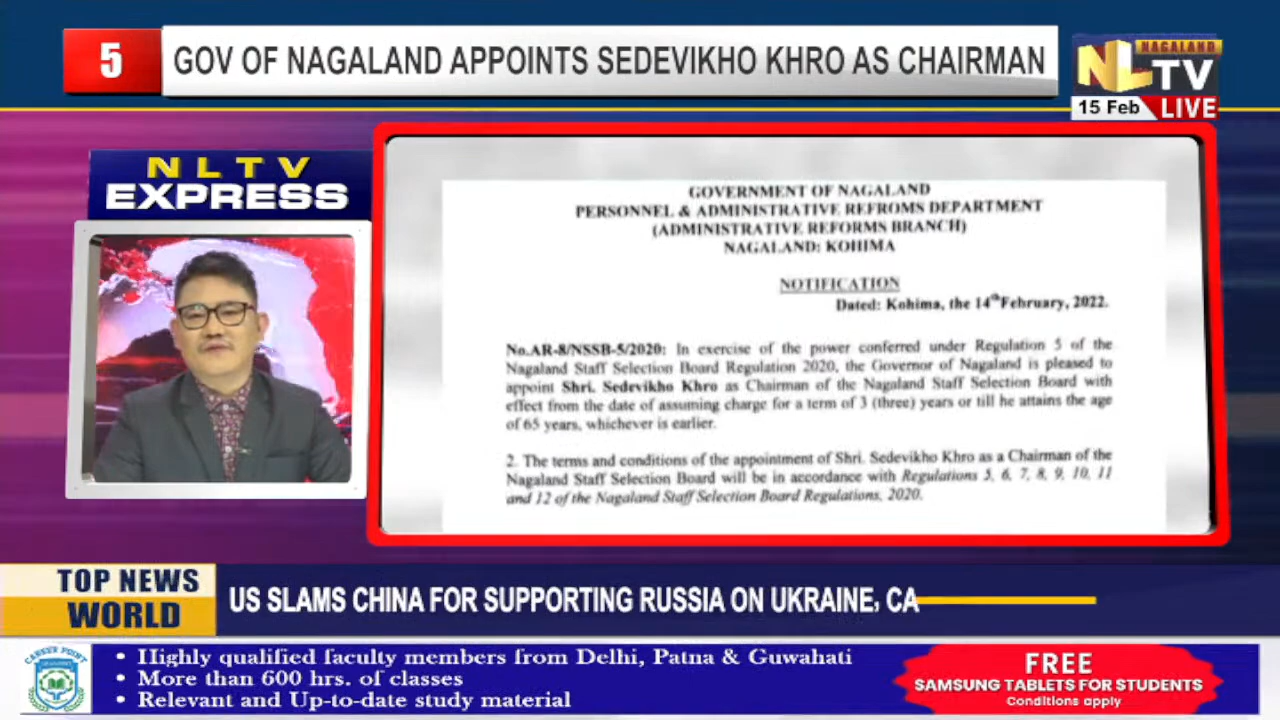 5
GOV OF NAGALAND APPOINTS SEDEVIKHO KHRO AS CHAIRMAN
NAGALAND
NLTV
15 Feb LIVE
NLTV
EXPRESS
GOVERNMENT OF NAGALAND
PERSONNEL & ADMINISTRATIVE REFROMS DEPARTMENT
(ADMINISTRATIVE REFORMS BRANCH)
NAGALAND: KOHIMA
NOTIFICATION
Dated: Kohima, the 14th February, 2022.
No.AR-8/NSSB-5/2020: In exercise of the power conferred under Regulation 5 of the
Nagaland Staff Selection Board Regulation 2020, the Governor of Nagaland is pleased to
appoint Shri. Sedevikho Khro as Chairman of the Nagaland Staff Selection Board with
effect from the date of assuming charge for a term of 3 (three) years or till he attains the age
of 65 years, whichever is earlier.
2. The terms and conditions of the appointment of Shri. Sedevikho Khro as a Chairman of the
Nagaland Staff Selection Board will be in accordance with Regulations 5, 6, 7, 8, 9, 10, 11
and 12 of the Nagaland Staff Selection Board Regulations, 2020.
TOP NEWS
WORLD
US SLAMS CHINA FOR SUPPORTING RUSSIA ON UKRAINE, CA
CAREER POINT
• Highly qualified faculty members from Delhi, Patna & Guwahati
• More than 600 hrs. of classes
• Relevant and Up-to-date study material
FREE
SAMSUNG TABLETS FOR STUDENTS
Conditions apply